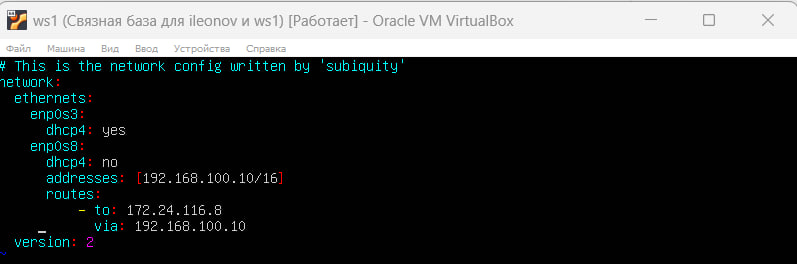 ws1 (Связная база для ileonov и ws1) [Работает] - Oracle VM VirtualBox
Файл Машина Вид Ввод Устройства Справка
# This is the network config written by 'subiquity'
network:
  ethernets:
    enp0s3:
      dhcp4: yes
    enp0s8:
      dhcp4: no
      addresses: [192.168.100.10/16]
      routes:
          - to: 172.24.116.8
            via: 192.168.100.10
  version: 2
~